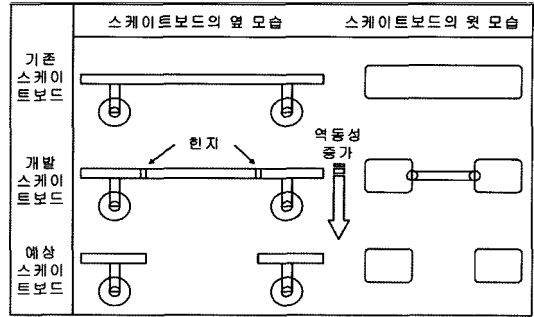 스케이트보드의 옆 모습
스케이트보드의 윗 모습
기존
스케이
트보드
힌지
역동성
증가
개발
스케이
트보드
예상
스케이
트보드